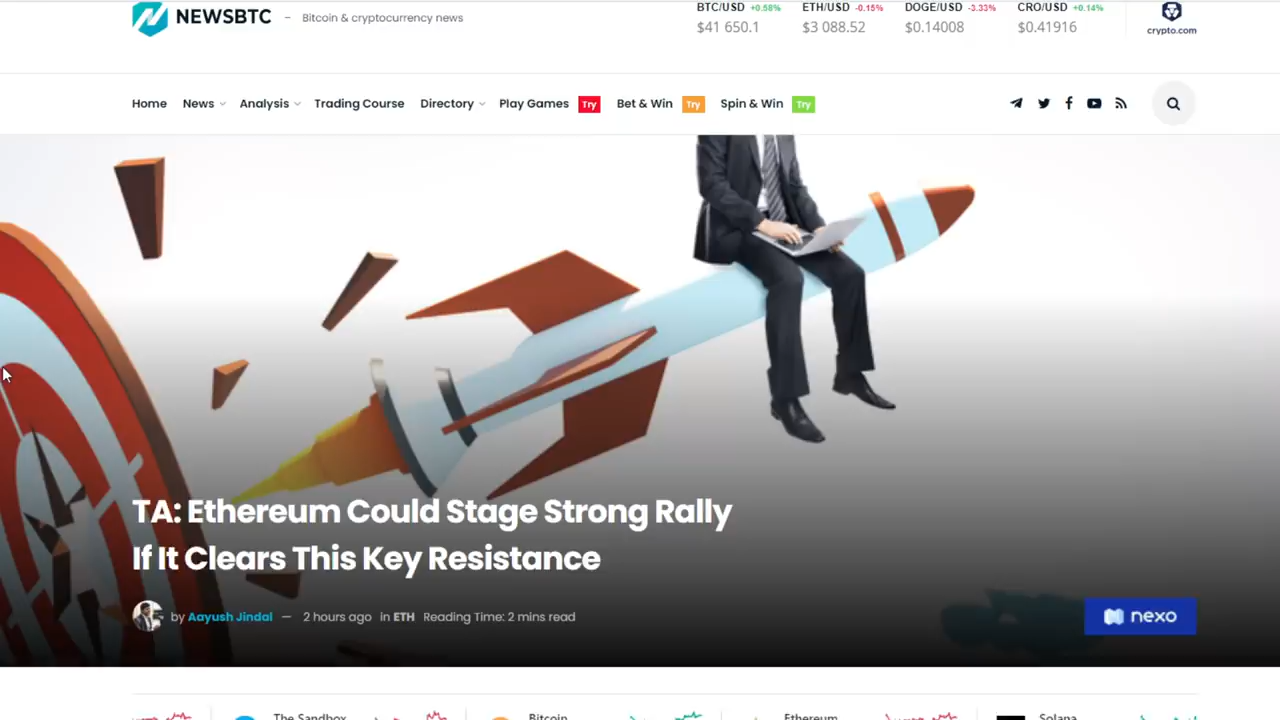 NEWSBTC – Bitcoin & cryptocurrency news
BTC/USD +0.58% ETH/USD -0.15% DOGE/USD -3.33% CRO/USD +0.14%
$41 650.1 $3 088.52 $0.14008 $0.41916
crypto.com
Home News Analysis Trading Course Directory Play Games Try Bet & Win Try Spin & Win Try
TA: Ethereum Could Stage Strong Rally
If It Clears This Key Resistance
by Aayush Jindal — 2 hours ago in ETH Reading Time: 2 mins read
nexo
The Sandbox Bitcoin Ethereum Solana